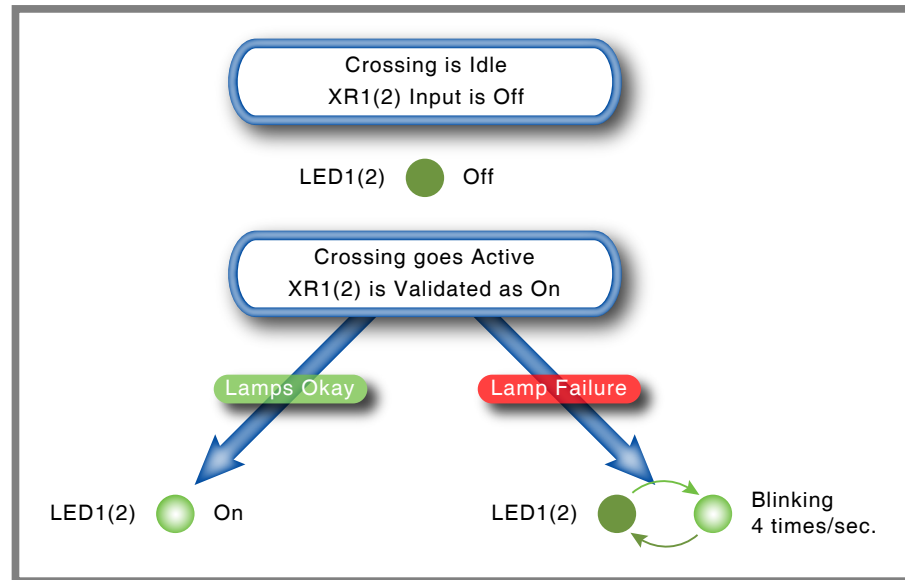 Crossing is Idle
XR1(2) Input is Off
LED1(2) Off
Crossing goes Active
XR1(2) is Validated as On
Lamps Okay
Lamp Failure
LED1(2) On
LED1(2) Blinking
4 times/sec.